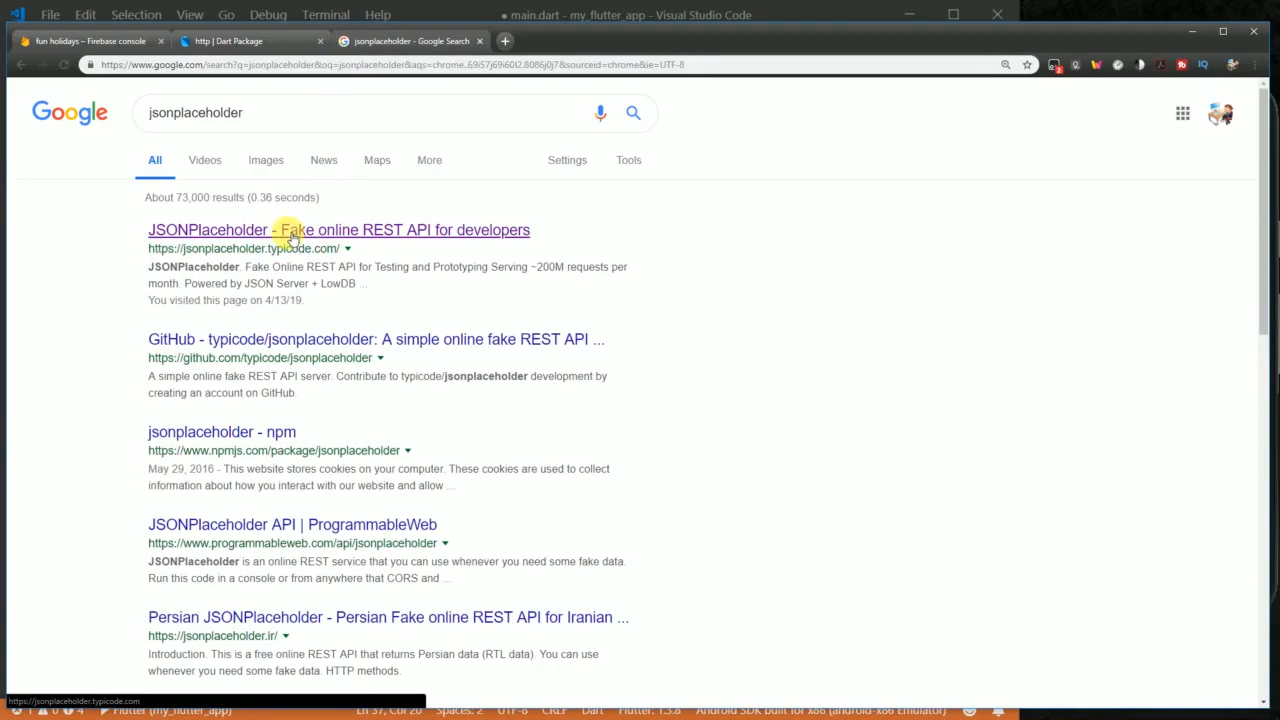 File Edit Selection View Go Debug Terminal Help ● main.dart - my_flutter_app - Visual Studio Code
fun holidays – Firebase console
http | Dart Package
jsonplaceholder - Google Search
https://www.google.com/search?q=jsonplaceholder&oq=jsonplaceholder&aqs=chrome..69i57j69i60l2.8086j0j7&sourceid=chrome&ie=UTF-8
Google
jsonplaceholder
All Videos Images News Maps More Settings Tools
About 73,000 results (0.36 seconds)
JSONPlaceholder - Fake online REST API for developers
https://jsonplaceholder.typicode.com/
JSONPlaceholder. Fake Online REST API for Testing and Prototyping Serving ~200M requests per
month. Powered by JSON Server + LowDB ...
You visited this page on 4/13/19.
GitHub - typicode/jsonplaceholder: A simple online fake REST API ...
https://github.com/typicode/jsonplaceholder
A simple online fake REST API server. Contribute to typicode/jsonplaceholder development by
creating an account on GitHub.
jsonplaceholder - npm
https://www.npmjs.com/package/jsonplaceholder
May 29, 2016 - This website stores cookies on your computer. These cookies are used to collect
information about how you interact with our website and allow ...
JSONPlaceholder API | ProgrammableWeb
https://www.programmableweb.com/api/jsonplaceholder
JSONPlaceholder is an online REST service that you can use whenever you need some fake data.
Run this code in a console or from anywhere that CORS and ...
Persian JSONPlaceholder - Persian Fake online REST API for Iranian ...
https://jsonplaceholder.ir/
Introduction. This is a free online REST API that returns Persian data (RTL data). You can use
whenever you need some fake data. HTTP methods.
https://jsonplaceholder.typicode.com
1 0 4 Flutter (my_flutter_app) Ln 37, Col 20 Spaces: 2 UTF-8 CRLF Dart Flutter: 1.3.8 Android SDK built for x86 (android-x86 Emulator)